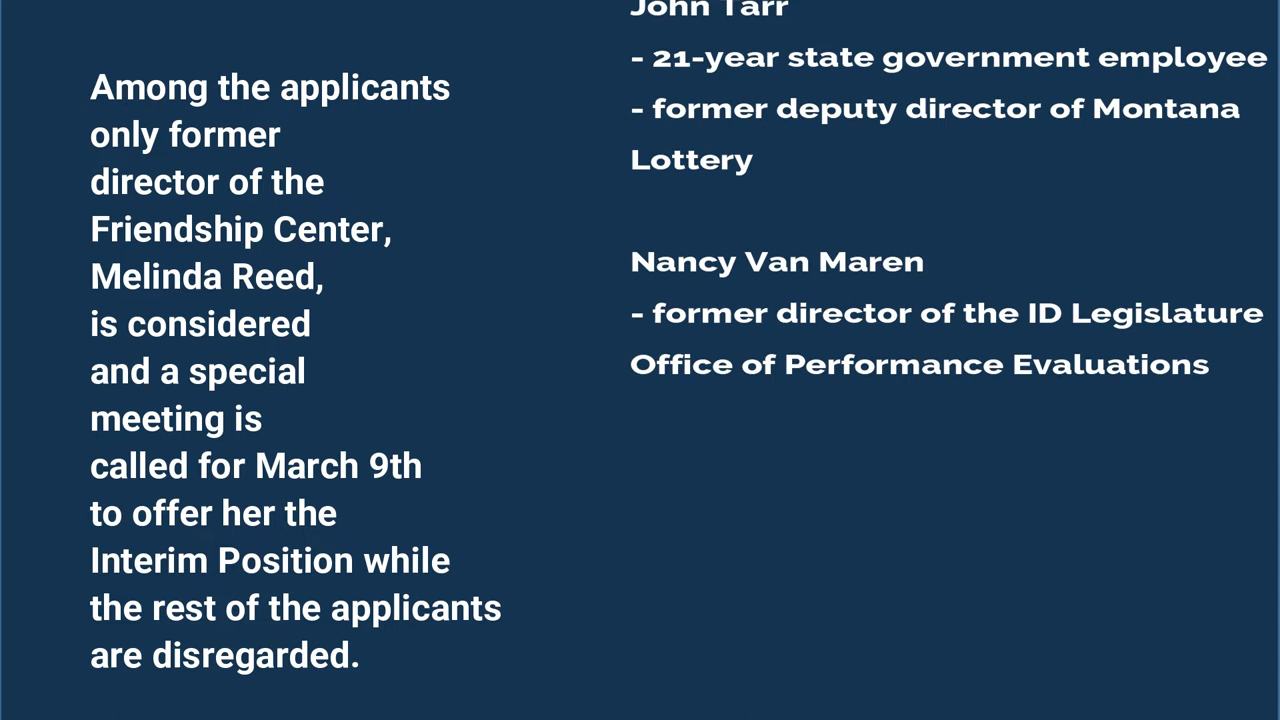 Among the applicants
only former
director of the
Friendship Center,
Melinda Reed,
is considered
and a special
meeting is
called for March 9th
to offer her the
Interim Position while
the rest of the applicants
are disregarded.
John Tarr
- 21-year state government employee
- former deputy director of Montana
Lottery
Nancy Van Maren
- former director of the ID Legislature
Office of Performance Evaluations